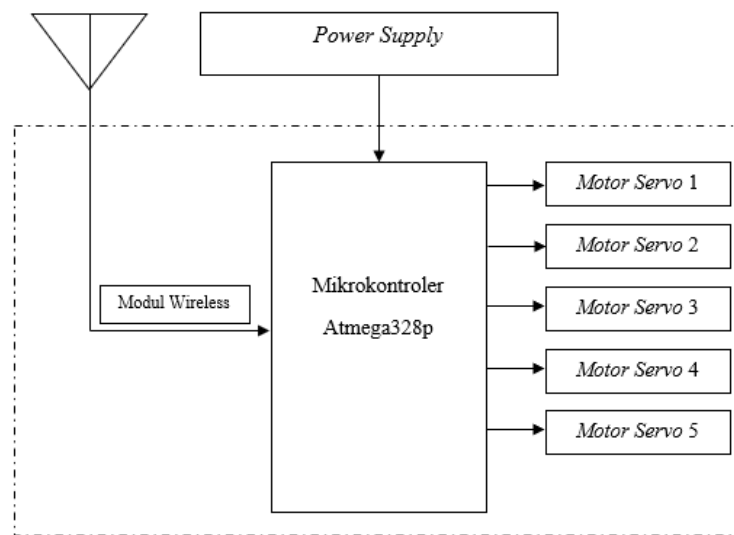 Power Supply
Motor Servo 1
Motor Servo 2
Mikrokontroler
Atmega328p
Modul Wireless
Motor Servo 3
Motor Servo 4
Motor Servo 5